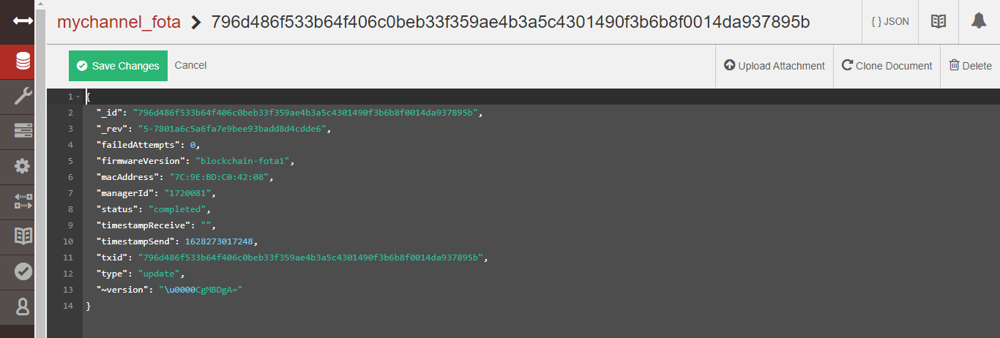 mychannel_fota > 796d486f533b64f406c0beb33f359ae4b3a5c4301490f3b6b8f0014da937895b { } JSON
Save Changes Cancel Upload Attachment Clone Document Delete
1 {
2 "_id": "796d486f533b64f406c0beb33f359ae4b3a5c4301490f3b6b8f0014da937895b",
3 "_rev": "5-7801a6c5a6fa7e9bee93badd8d4cdde6",
4 "failedAttempts": 0,
5 "firmwareVersion": "blockchain-fota1",
6 "macAddress": "7C:9E:BD:C0:42:08",
7 "managerId": "1720081",
8 "status": "completed",
9 "timestampReceive": "",
10 "timestampSend": 1628273017248,
11 "txid": "796d486f533b64f406c0beb33f359ae4b3a5c4301490f3b6b8f0014da937895b",
12 "type": "update",
13 "~version": "\u0000CgMBDgA="
14 }